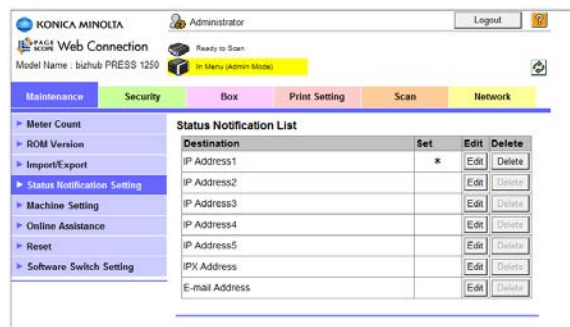 KONICA MINOLTA
Administrator
Logout
?
PAGE SCOPE Web Connection
Ready to Scan
Model Name : bizhub PRESS 1250
In Menu (Admin Mode)
Maintenance Security Box Print Setting Scan Network
Meter Count
ROM Version
Import/Export
Status Notification Setting
Machine Setting
Online Assistance
Reset
Software Switch Setting
Status Notification List
Destination Set Edit Delete
IP Address1 * Edit Delete
IP Address2 Edit Delete
IP Address3 Edit Delete
IP Address4 Edit Delete
IP Address5 Edit Delete
IPX Address Edit Delete
E-mail Address Edit Delete